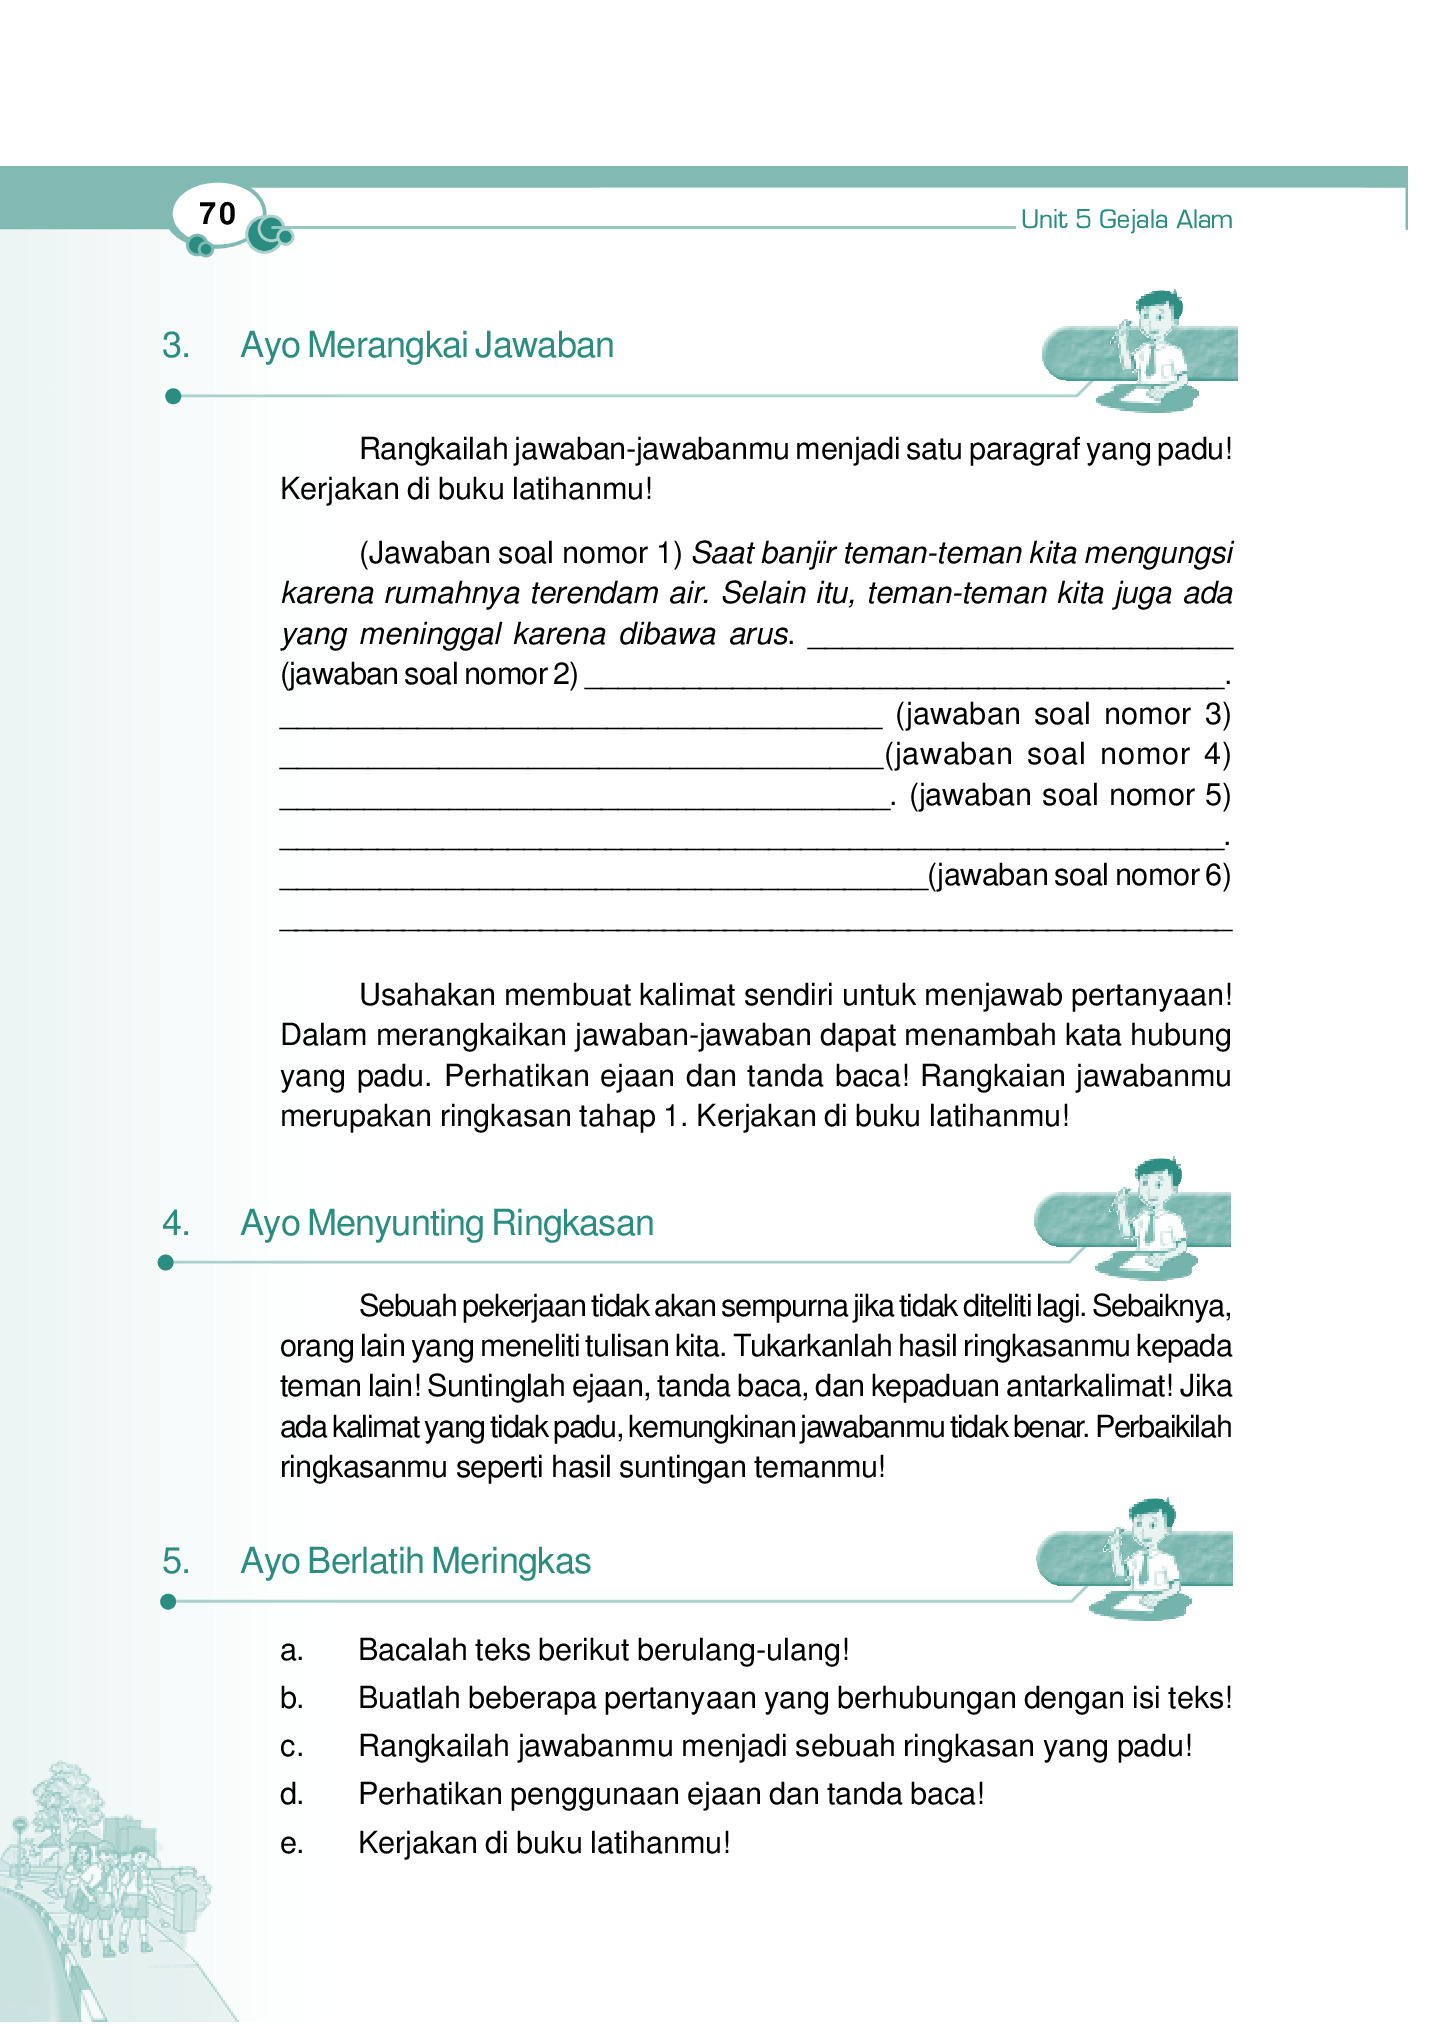 70
Unit 5 Gejala Alam
3. Ayo Merangkai Jawaban
Rangkailah jawaban-jawabanmu menjadi satu paragraf yang padu!
Kerjakan di buku latihanmu!
(Jawaban soal nomor 1) Saat banjir teman-teman kita mengungsi
karena rumahnya terendam air. Selain itu, teman-teman kita juga ada
yang meninggal karena dibawa arus. __________________________
(jawaban soal nomor 2) _______________________________________.
_____________________________________ (jawaban soal nomor 3)
_____________________________________(jawaban soal nomor 4)
_____________________________________. (jawaban soal nomor 5)
__________________________________________________________.
________________________________________(jawaban soal nomor 6)
___________________________________________________________
Usahakan membuat kalimat sendiri untuk menjawab pertanyaan!
Dalam merangkaikan jawaban-jawaban dapat menambah kata hubung
yang padu. Perhatikan ejaan dan tanda baca! Rangkaian jawabanmu
merupakan ringkasan tahap 1. Kerjakan di buku latihanmu!
4. Ayo Menyunting Ringkasan
Sebuah pekerjaan tidak akan sempurna jika tidak diteliti lagi. Sebaiknya,
orang lain yang meneliti tulisan kita. Tukarkanlah hasil ringkasanmu kepada
teman lain! Suntinglah ejaan, tanda baca, dan kepaduan antarkalimat! Jika
ada kalimat yang tidak padu, kemungkinan jawabanmu tidak benar. Perbaikilah
ringkasanmu seperti hasil suntingan temanmu!
5. Ayo Berlatih Meringkas
a. Bacalah teks berikut berulang-ulang!
b. Buatlah beberapa pertanyaan yang berhubungan dengan isi teks!
c. Rangkailah jawabanmu menjadi sebuah ringkasan yang padu!
d. Perhatikan penggunaan ejaan dan tanda baca!
e. Kerjakan di buku latihanmu!